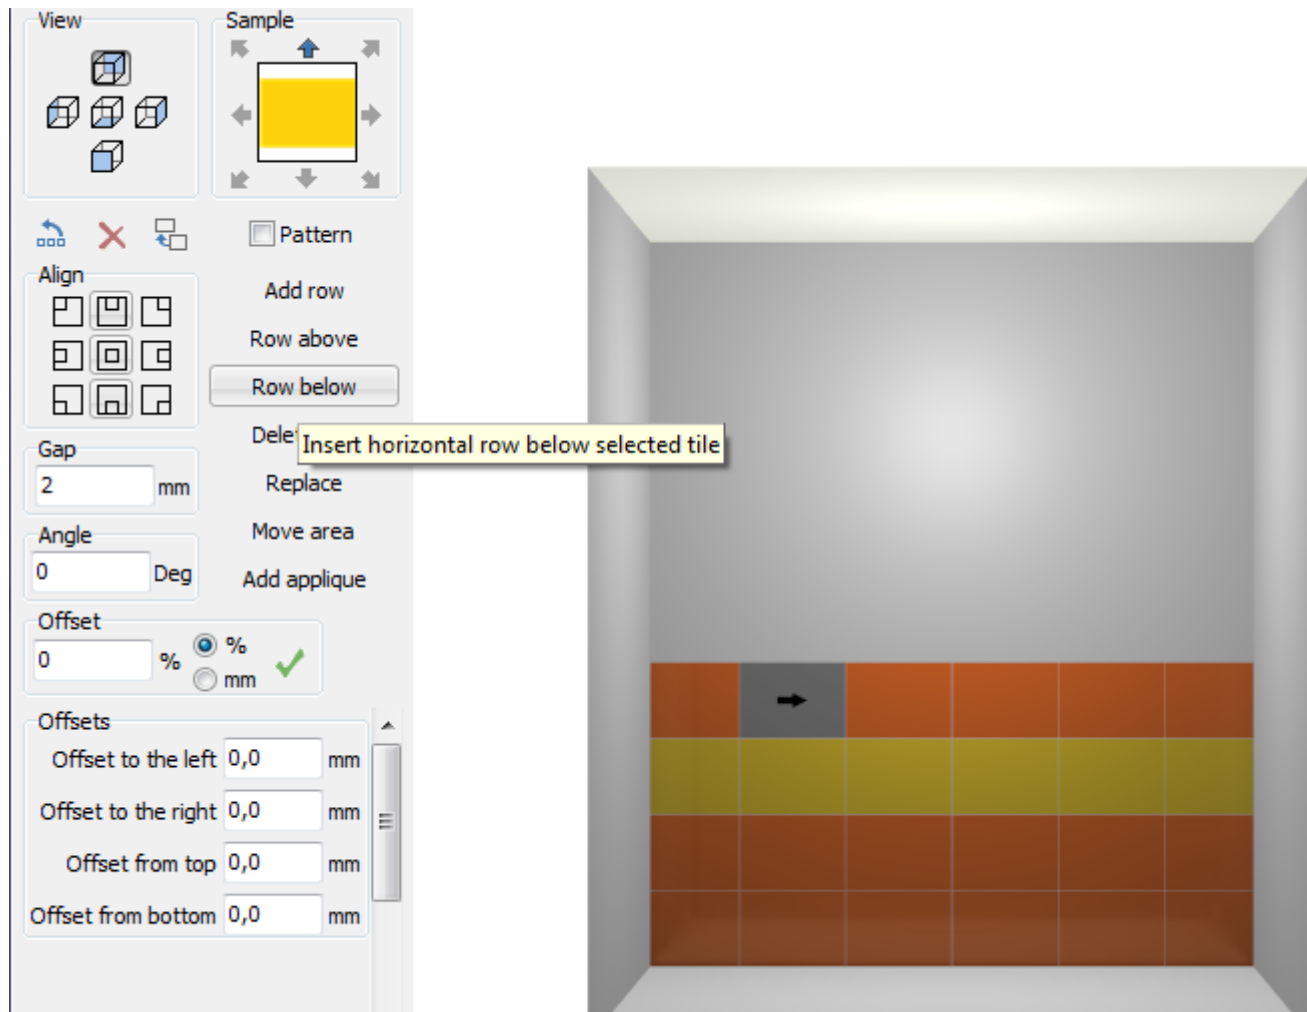 View
Sample
Pattern
Align
Add row
Row above
Row below
Insert horizontal row below selected tile
Gap
2 mm
Replace
Angle
Move area
0 Deg
Add applique
Offset
0 % %
mm
Offsets
Offset to the left 0,0 mm
Offset to the right 0,0 mm
Offset from top 0,0 mm
Offset from bottom 0,0 mm